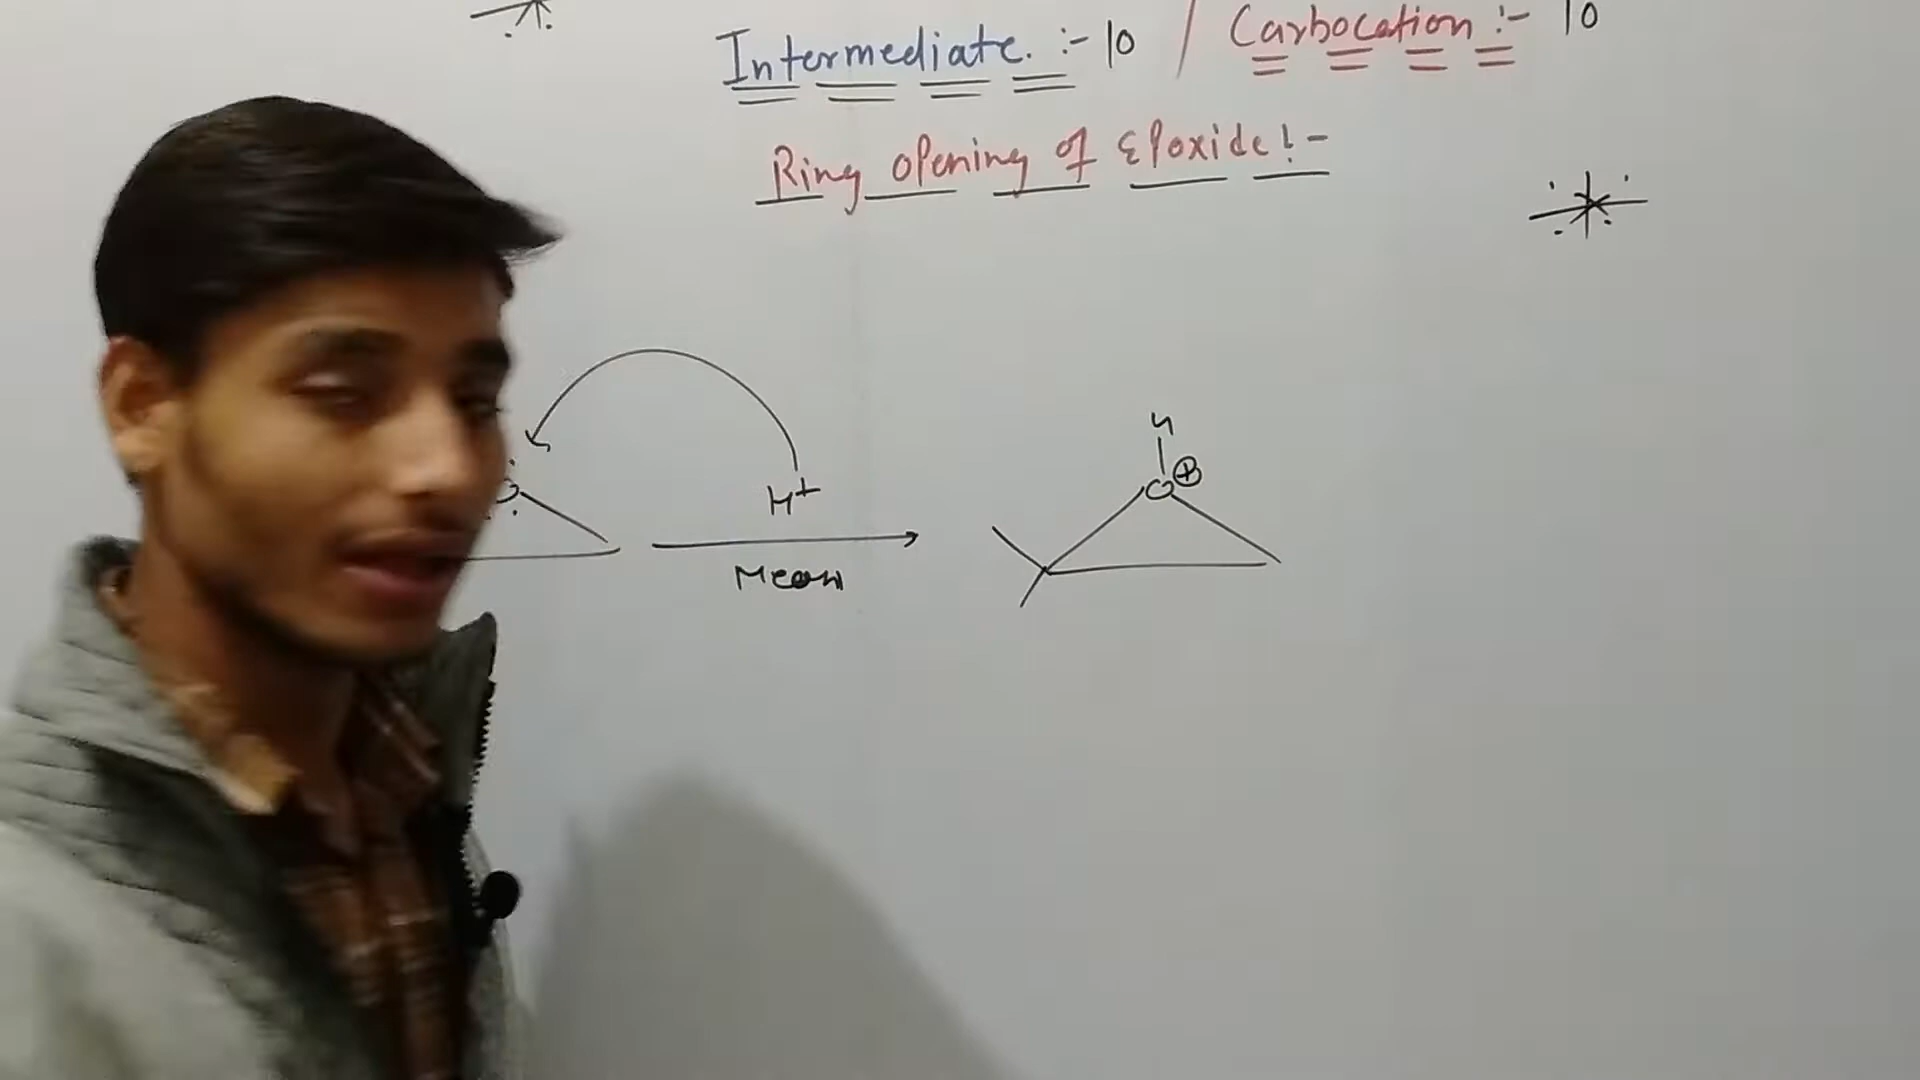 Intermediate :- 10 / Carbocation :- 10
Ring opening of Epoxide :-
H
O ⊕
O
H+
MeOH